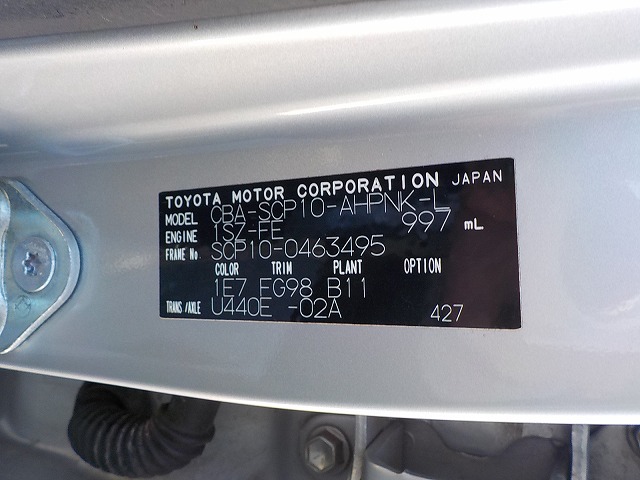 TOYOTA MOTOR CORPORATION JAPAN
MODEL CBA-SCP10-AHPNK-L
ENGINE 1SZ-FE 997 mL
FRAME No. SCP10-0463495
COLOR TRIM PLANT OPTION
1E7 FG98 B11
TRANS/AXLE U440E -02A 427